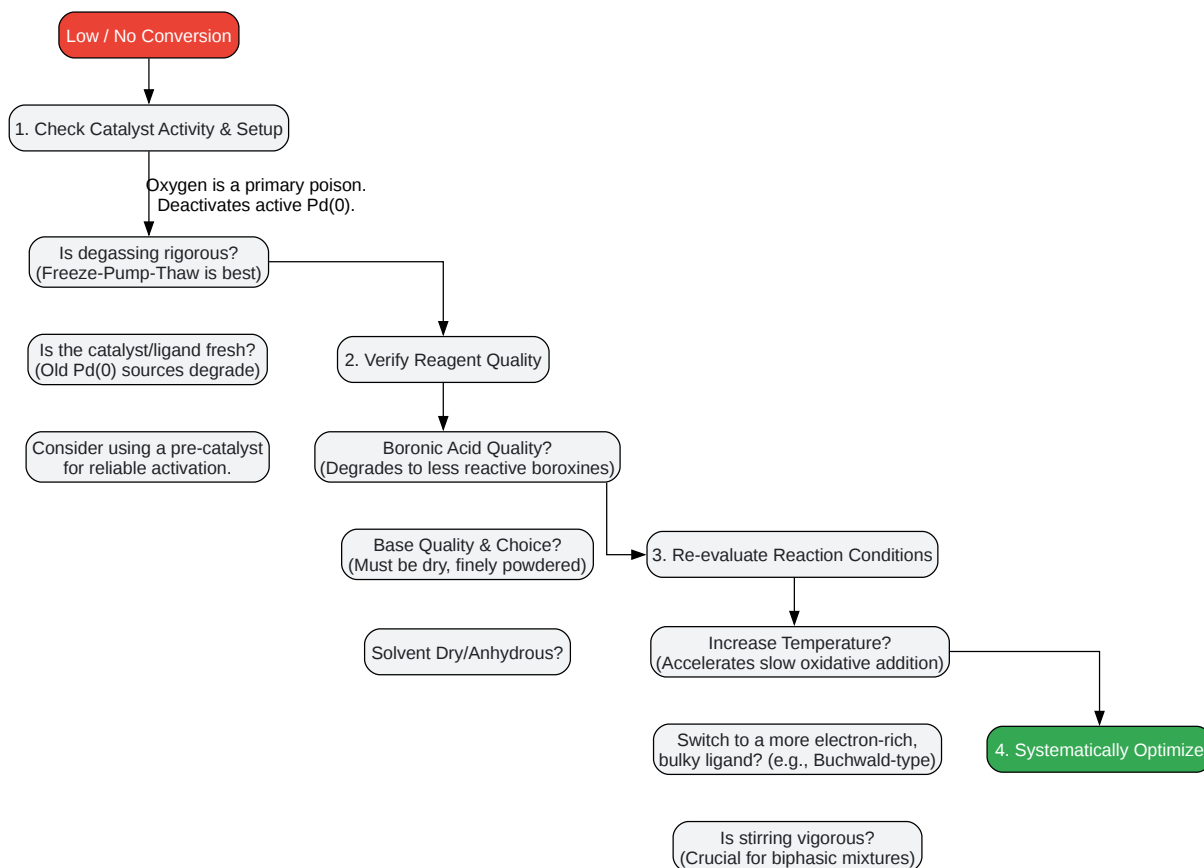 Low / No Conversion
1. Check Catalyst Activity & Setup
Oxygen is a primary poison.
Deactivates active Pd(0).
Is degassing rigorous?
(Freeze-Pump-Thaw is best)
Is the catalyst/ligand fresh?
(Old Pd(0) sources degrade)
Consider using a pre-catalyst
for reliable activation.
2. Verify Reagent Quality
Boronic Acid Quality?
(Degrades to less reactive boroxines)
Base Quality & Choice?
(Must be dry, finely powdered)
Solvent Dry/Anhydrous?
3. Re-evaluate Reaction Conditions
Increase Temperature?
(Accelerates slow oxidative addition)
Switch to a more electron-rich,
bulky ligand? (e.g., Buchwald-type)
Is stirring vigorous?
(Crucial for biphasic mixtures)
4. Systematically Optimize